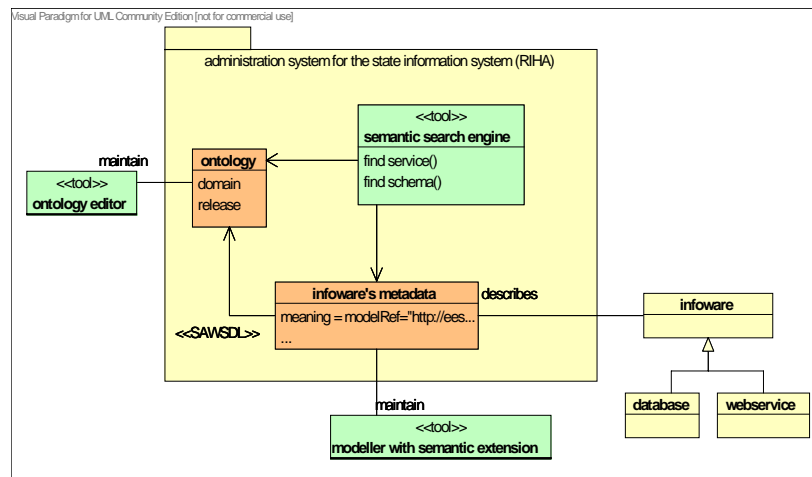 Visual Paradigm for UML Community Edition [not for commercial use]
administration system for the state information system (RIHA)
<<tool>>
semantic search engine
find service()
find schema()
maintain
ontology
domain
release
<<tool>>
ontology editor
infoware's metadata
meaning = modelRef="http://ees...
...
describes
infoware
<<SAWSDL>>
database
webservice
maintain
<<tool>>
modeller with semantic extension